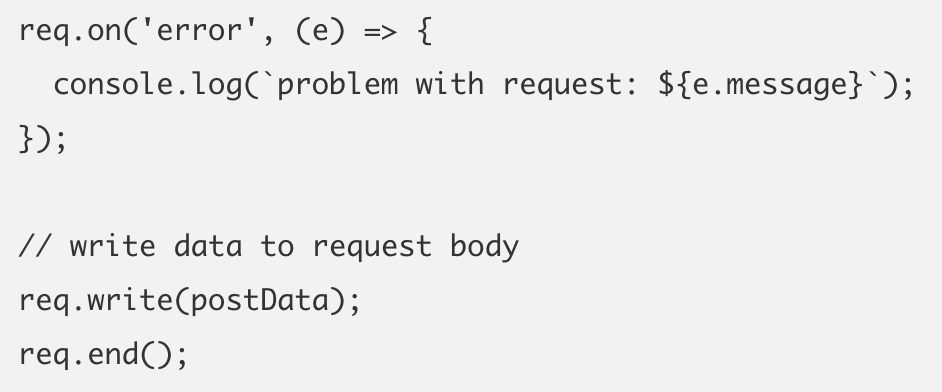 req.on('error', (e) => {
  console.log(`problem with request: ${e.message}`);
});

// write data to request body
req.write(postData);
req.end();